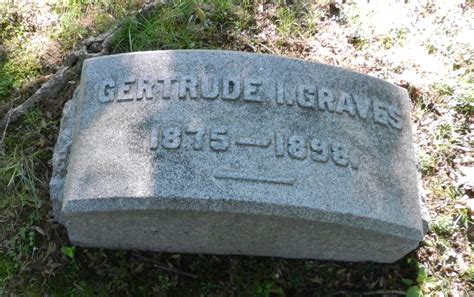 GERTRUDE I. GRAVES
1875 — 1898.